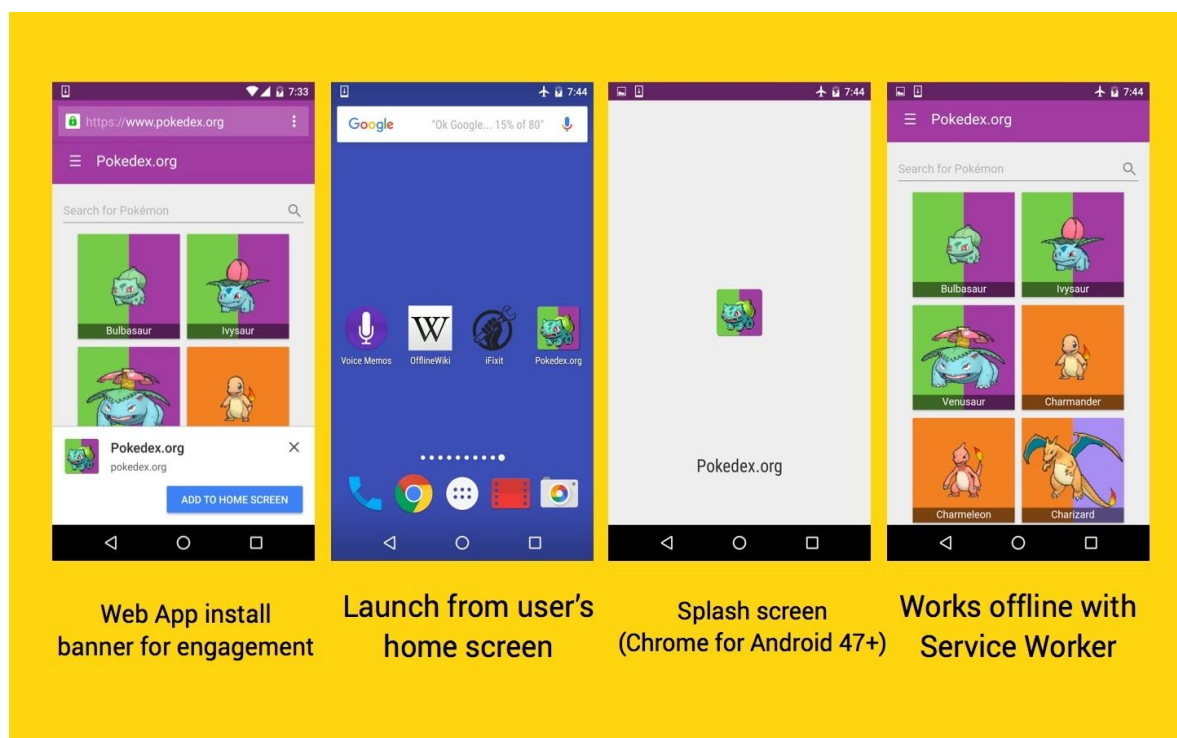 7:33
https://www.pokedex.org
Pokedex.org
Search for Pokémon
Bulbasaur
Ivysaur
Pokedex.org
pokedex.org
ADD TO HOME SCREEN
Web App install
banner for engagement
7:44
Google
"Ok Google... 15% of 80"
Voice Memos
W
OfflineWiki
iFixit
Pokedex.org
Launch from user's
home screen
7:44
Pokedex.org
Splash screen
(Chrome for Android 47+)
7:44
Pokedex.org
Search for Pokémon
Bulbasaur
Ivysaur
Venusaur
Charmander
Charmeleon
Charizard
Works offline with
Service Worker